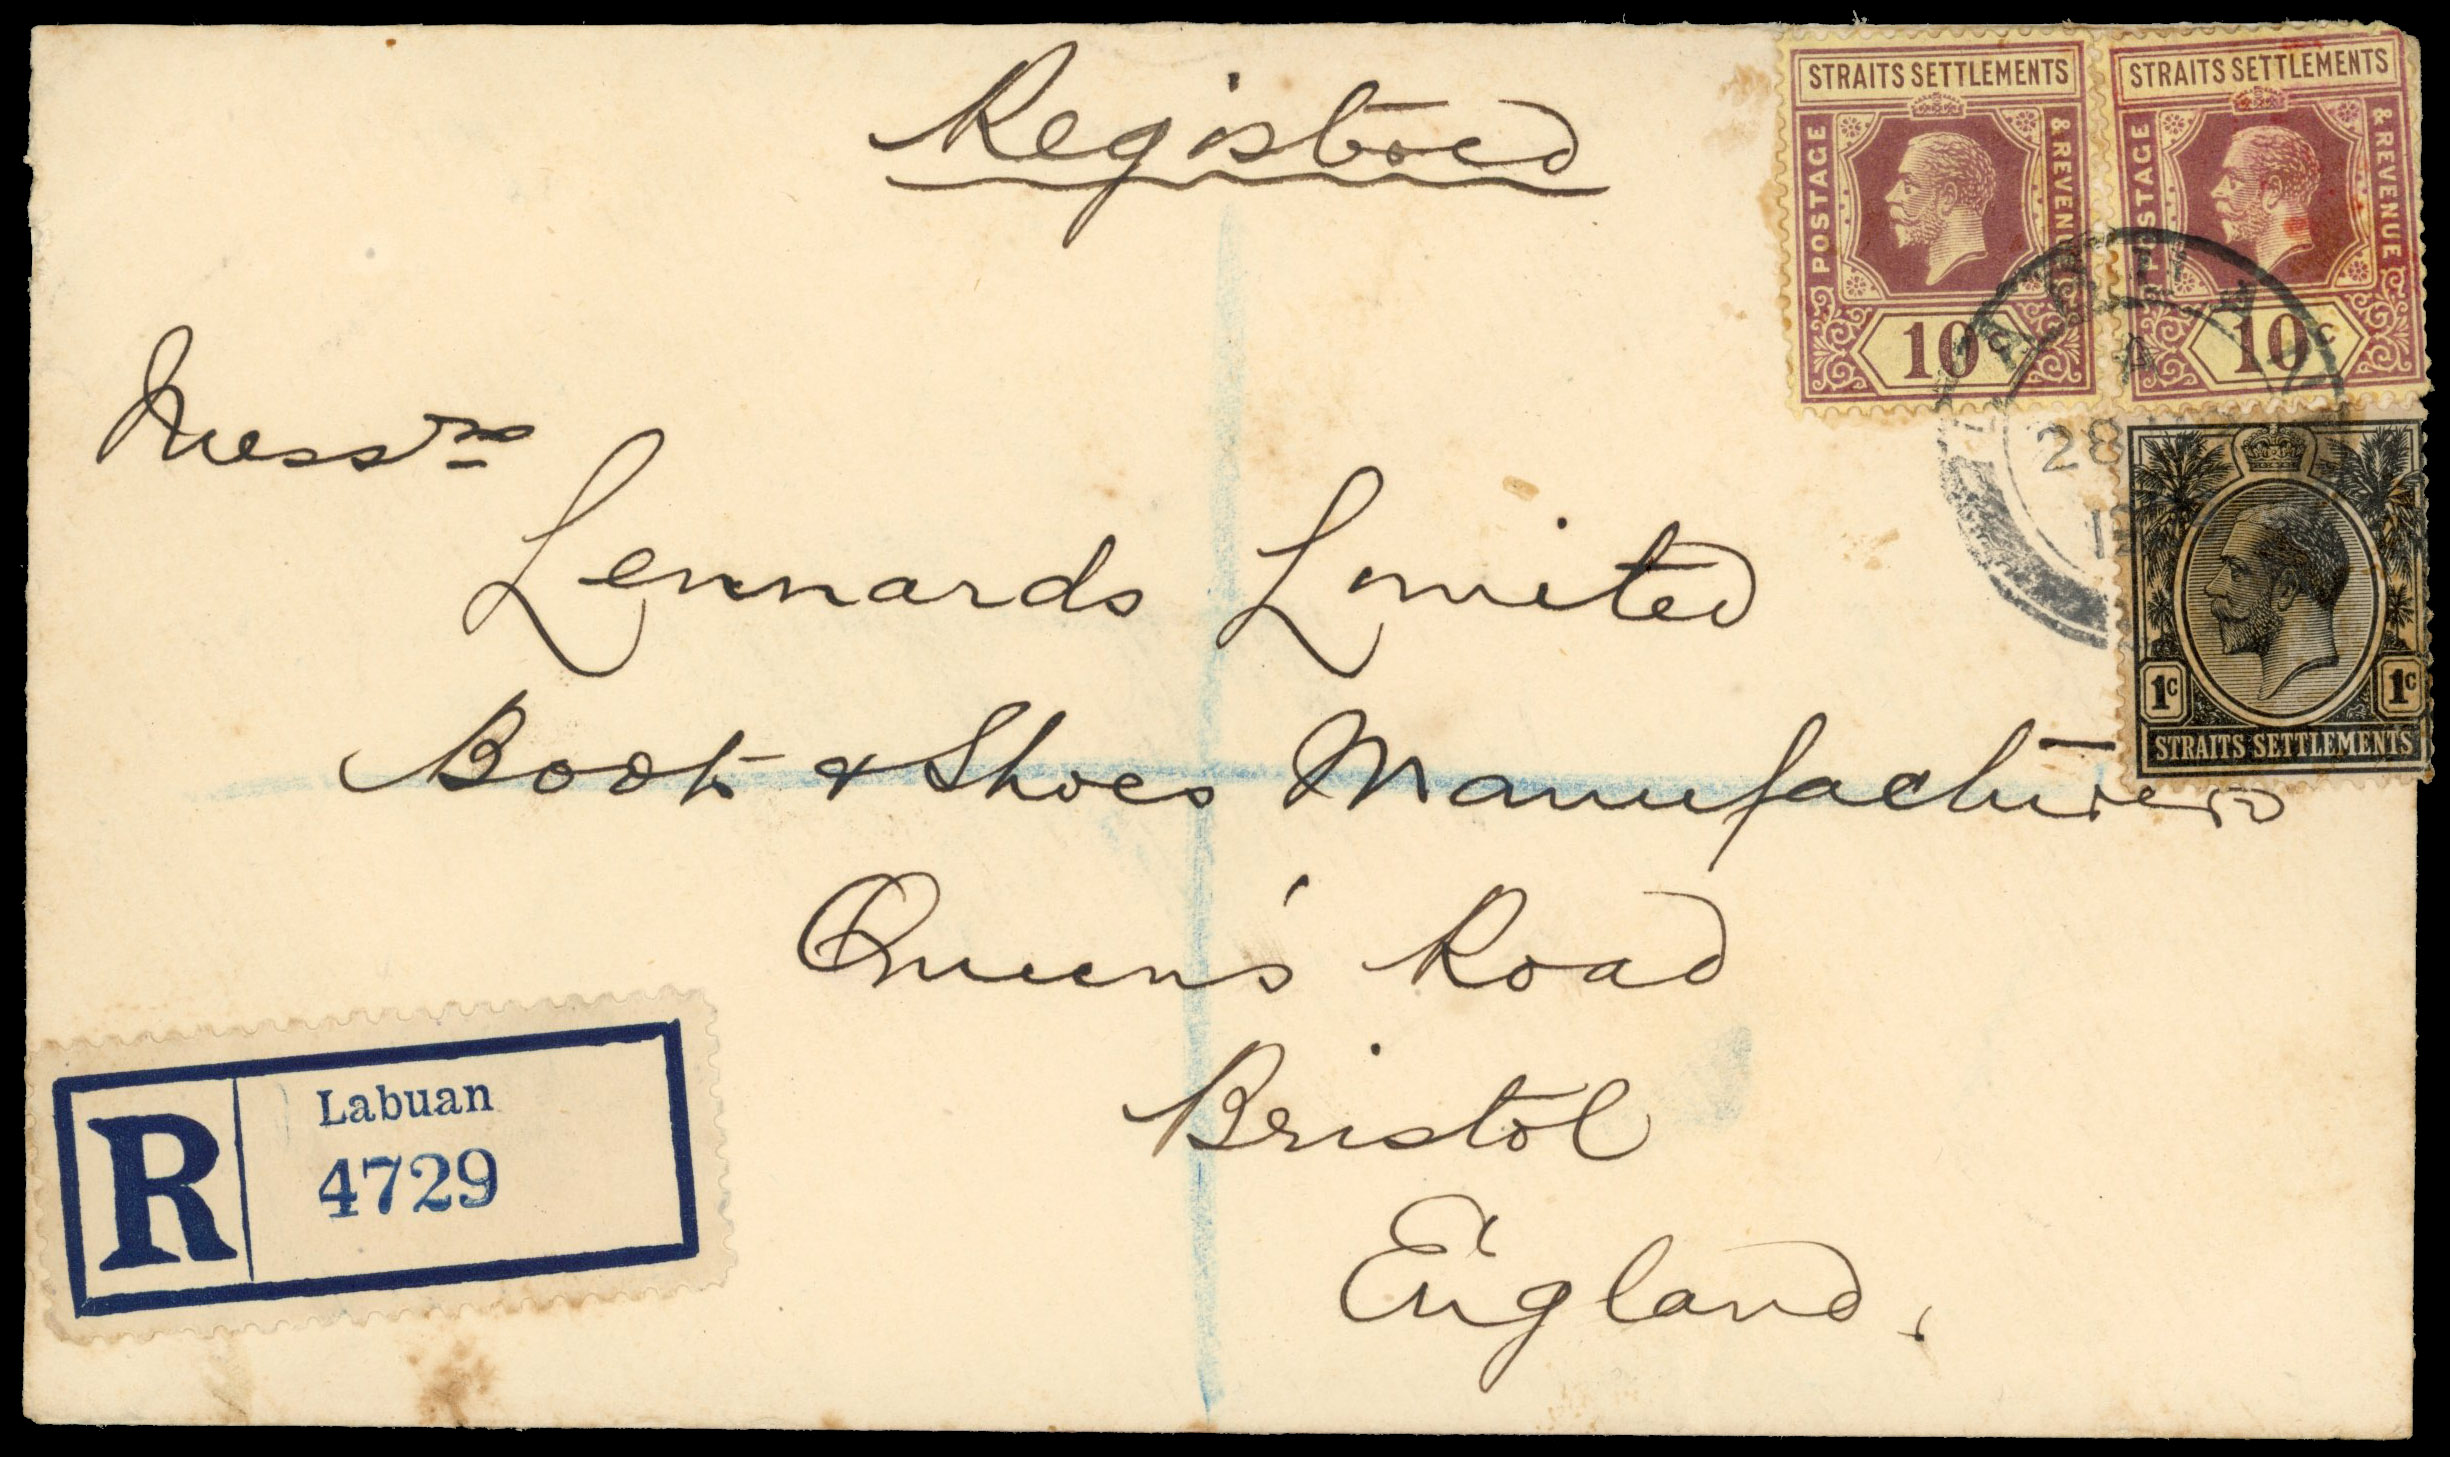 Registered
STRAITS SETTLEMENTS
POSTAGE & REVENUE
10
STRAITS SETTLEMENTS
POSTAGE & REVENUE
10c
A
28
1c 1c
STRAITS SETTLEMENTS
Messrs
Lennards Limited
Boots & Shoes Manufacturers
Queen's Road
Bristol
England.
R
Labuan
4729